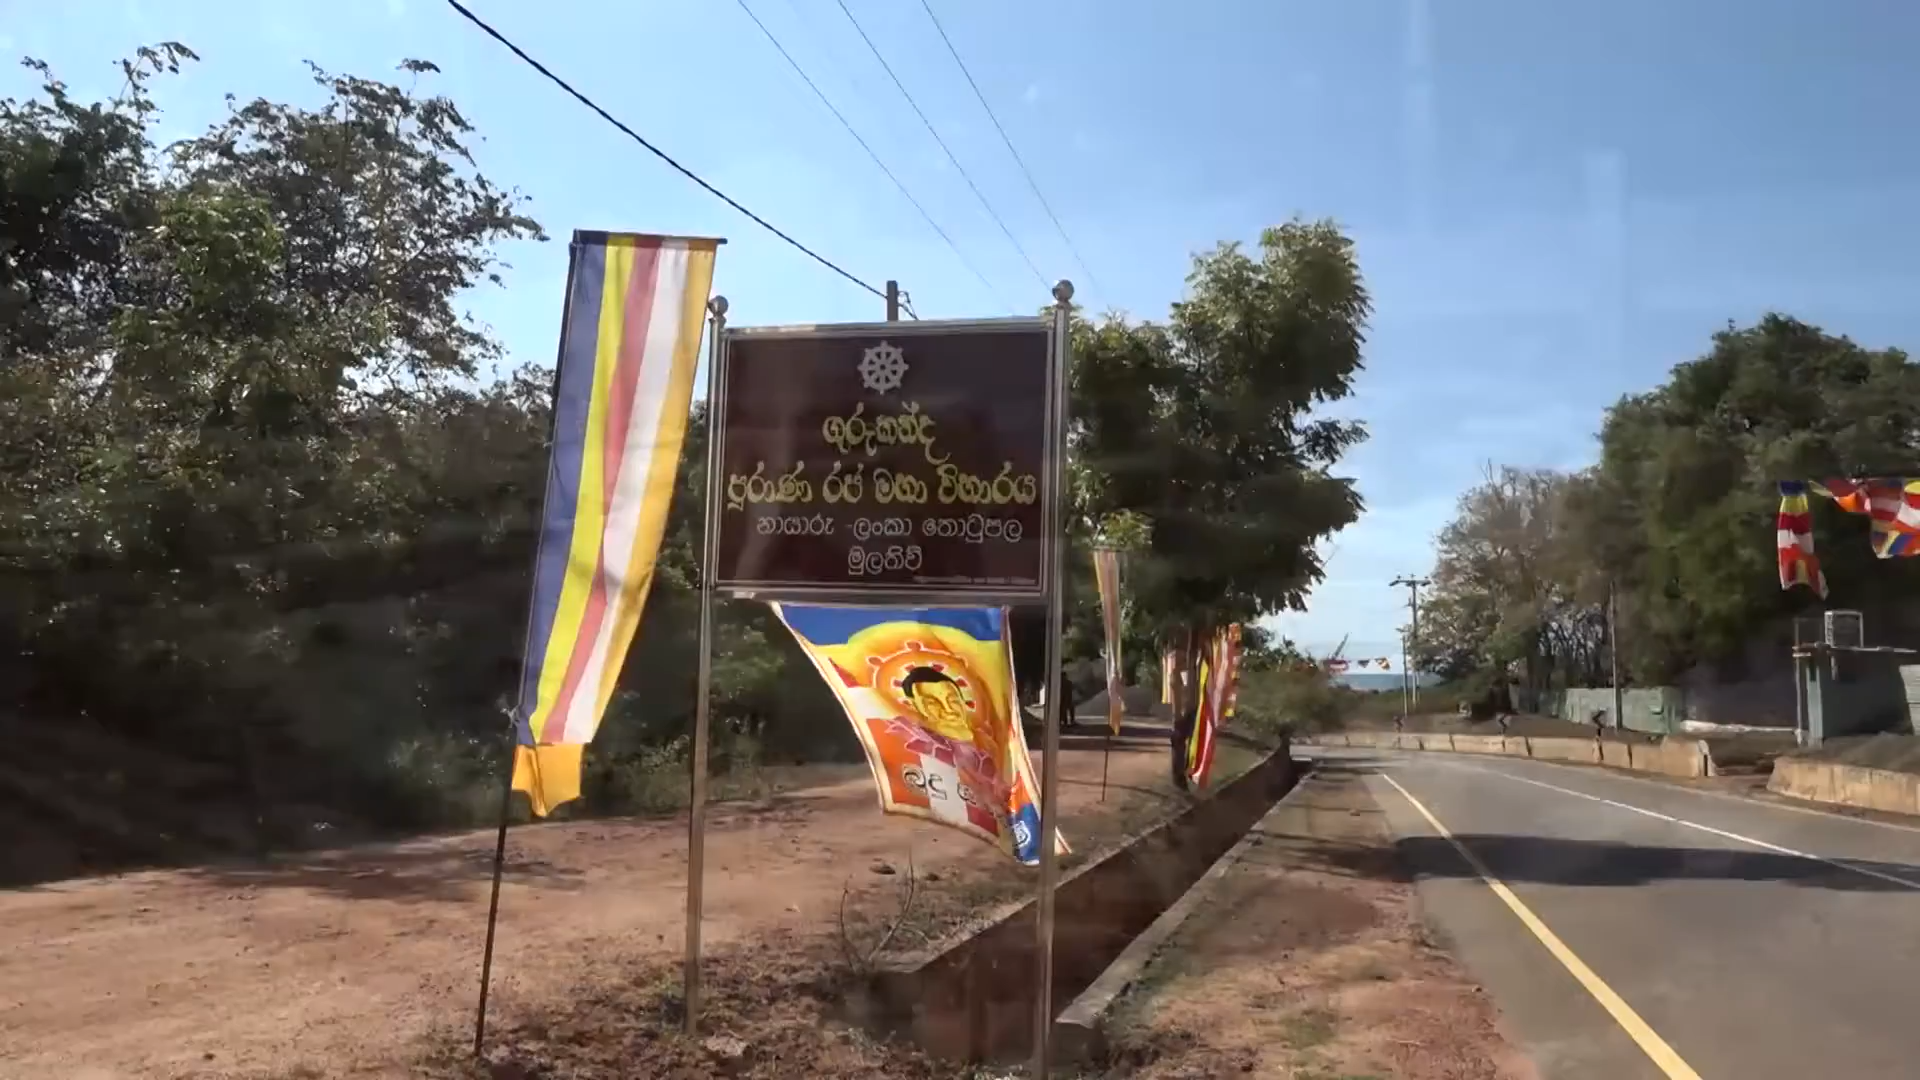 ගුරුකන්ද
පුරාණ රජ මහා විහාරය
නායාරු -ලංකා තොටුපල
මුලතිව්
බුදු